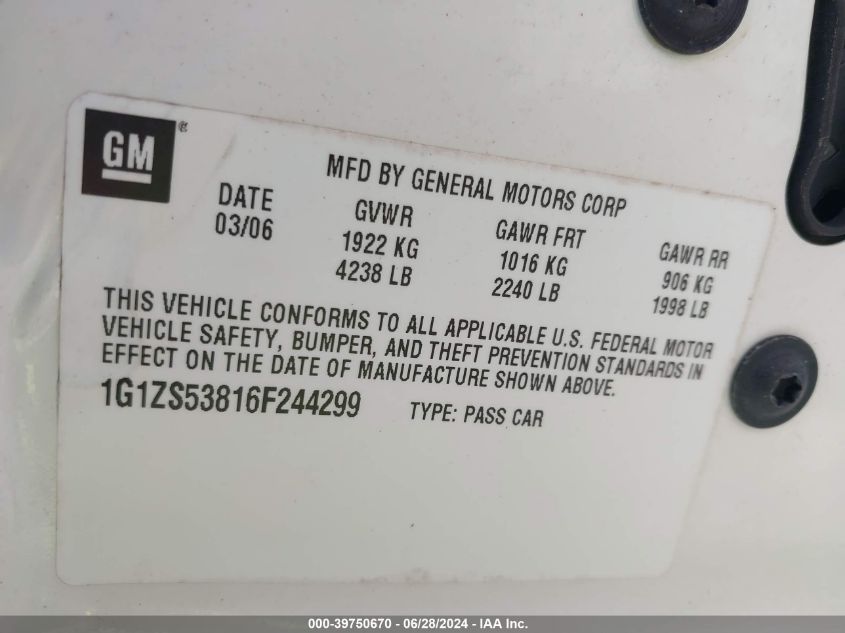 GM®
MFD BY GENERAL MOTORS CORP
DATE GVWR GAWR FRT GAWR RR
03/06 1922 KG 1016 KG 906 KG
4238 LB 2240 LB 1998 LB
THIS VEHICLE CONFORMS TO ALL APPLICABLE U.S. FEDERAL MOTOR
VEHICLE SAFETY, BUMPER, AND THEFT PREVENTION STANDARDS IN
EFFECT ON THE DATE OF MANUFACTURE SHOWN ABOVE.
1G1ZS53816F244299 TYPE: PASS CAR
000-39750670 - 06/28/2024 - IAA Inc.